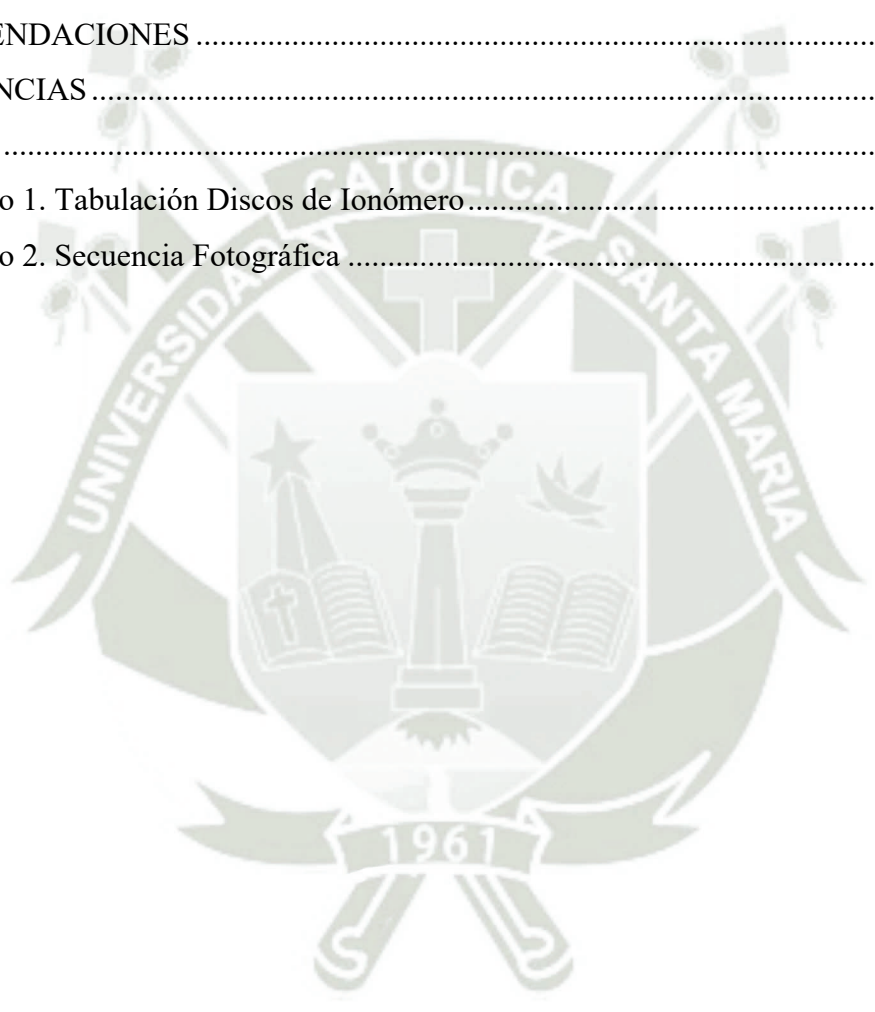 ENDACIONES ........................................................................................
NCIAS ....................................................................................................
................................................................................................................
o 1. Tabulación Discos de Ionómero ...................................................
o 2. Secuencia Fotográfica ..................................................................
UNIVERSIDAD CATOLICA SANTA MARIA
1961